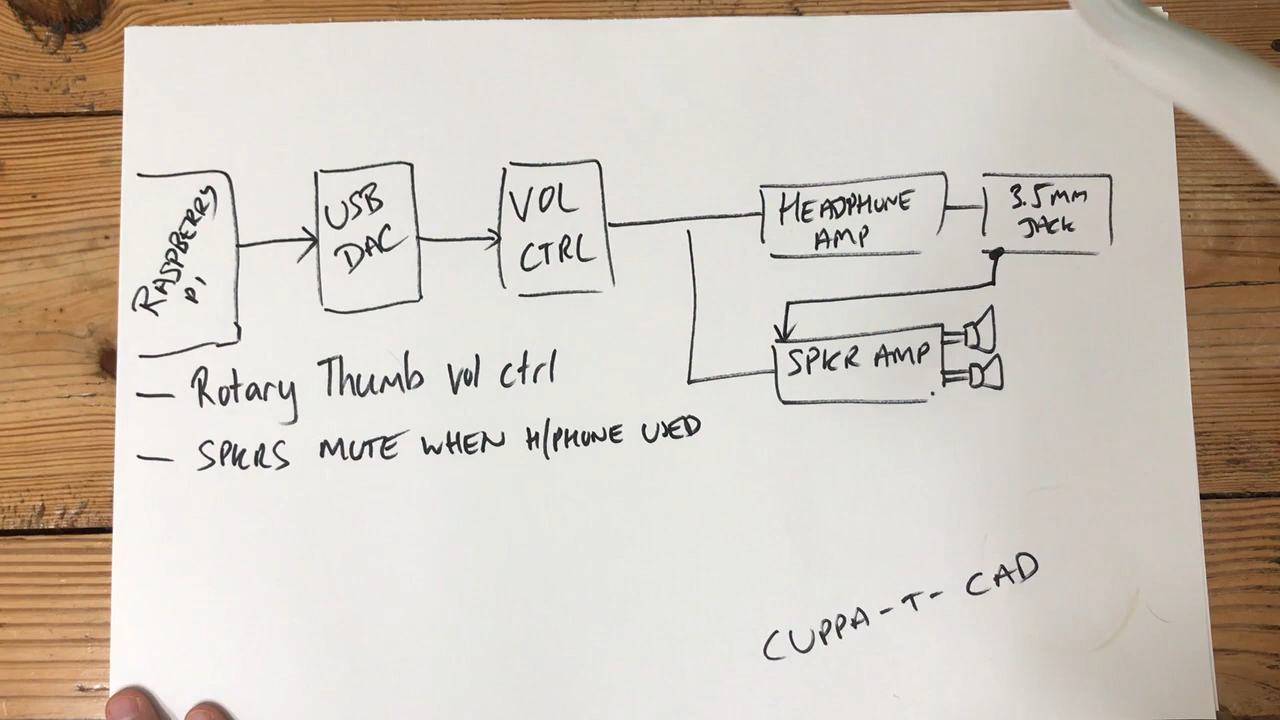 RASPBERRY
Pi
USB
DAC
VOL
CTRL
HEADPHONE
AMP
3.5mm
JACK
SPKR AMP
— Rotary Thumb vol ctrl
— SPKRS MUTE WHEN H/PHONE USED
CUPPA-T-CAD